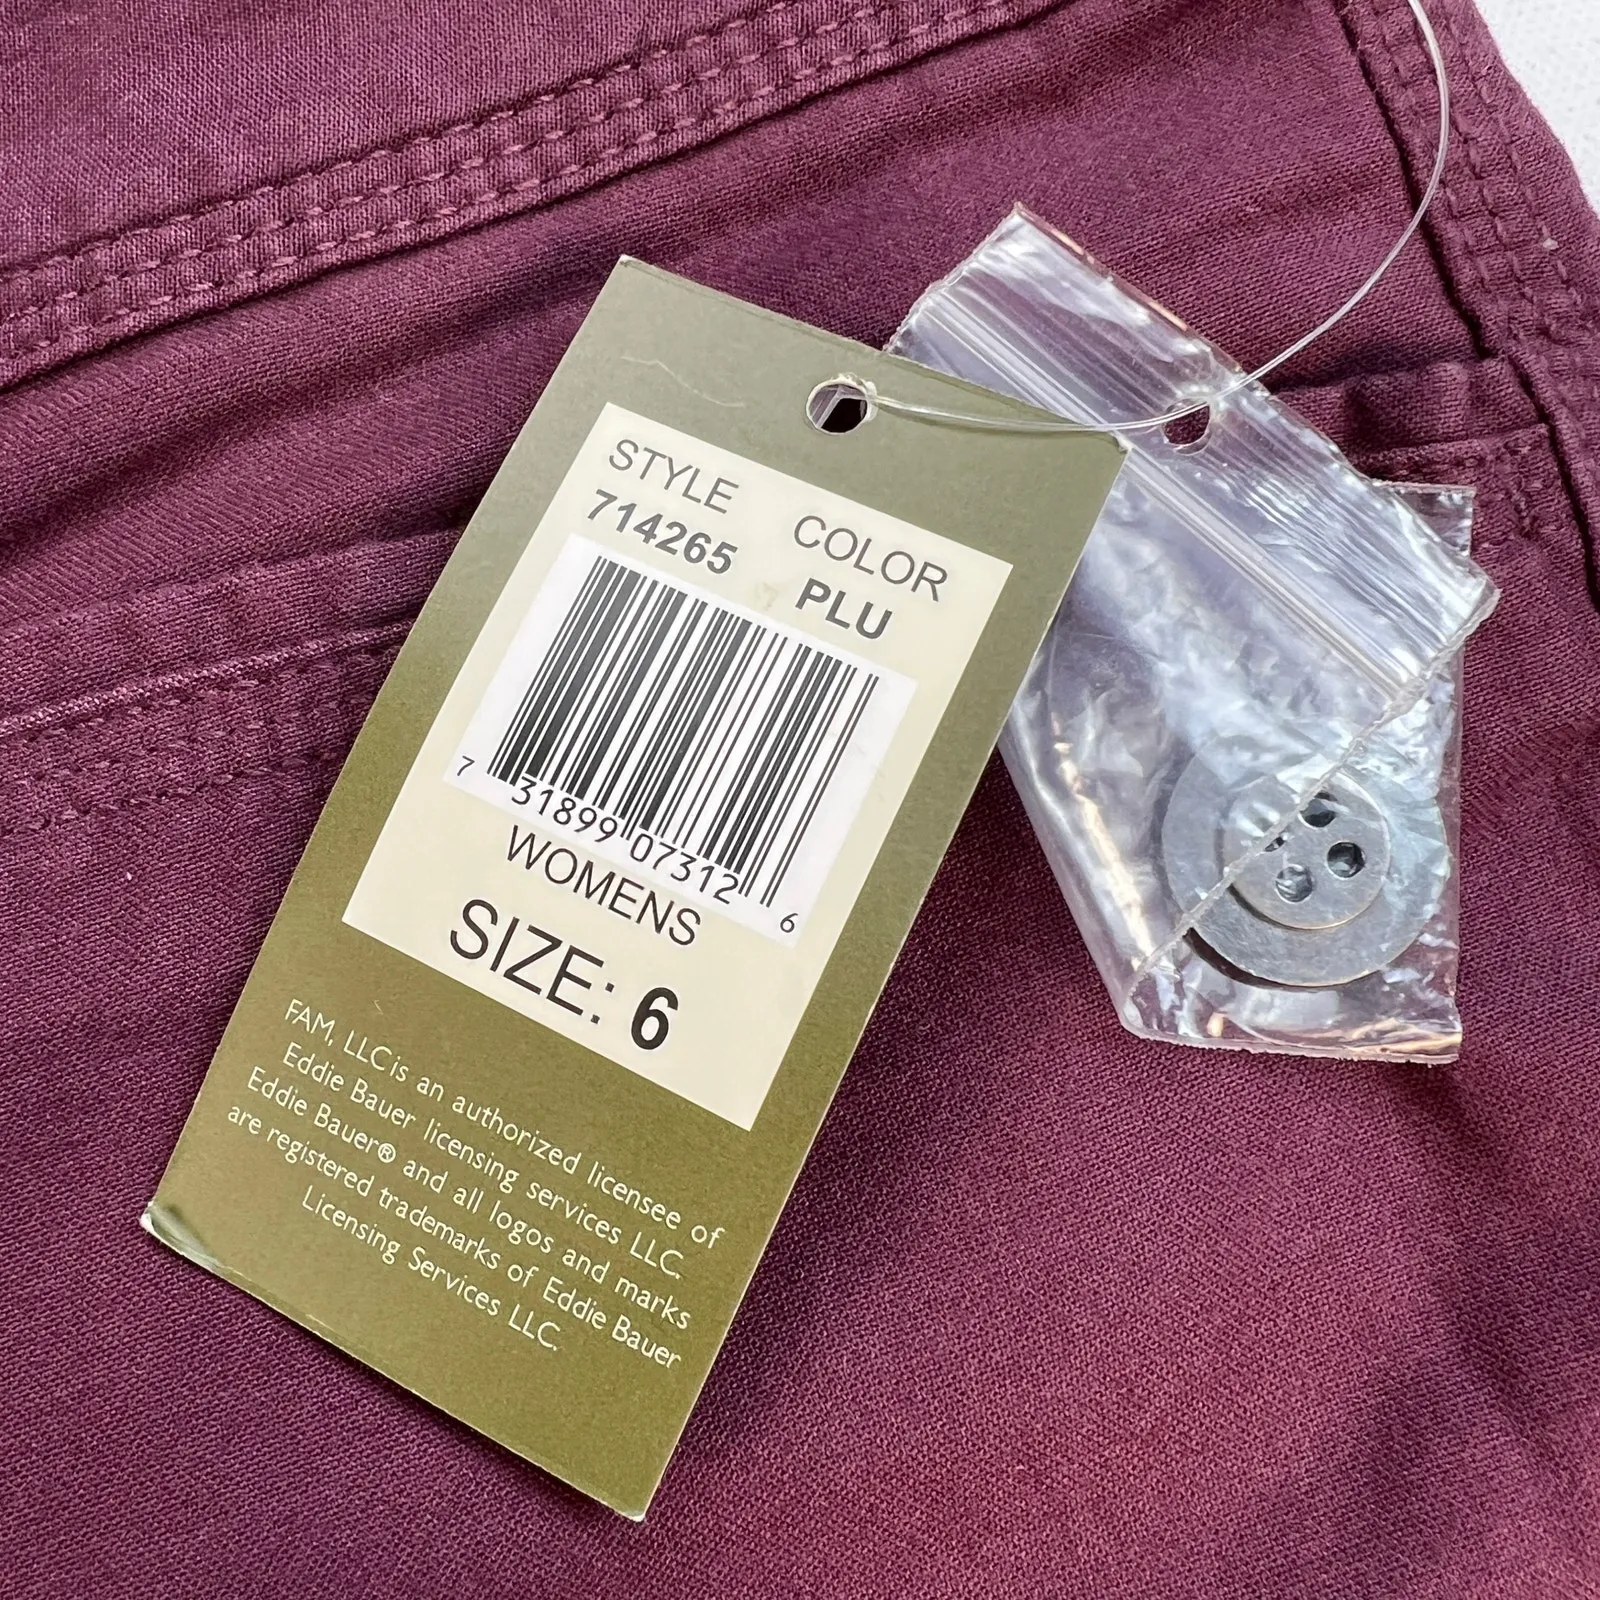 STYLE COLOR
714265 PLU
7 31899 07312 6
WOMENS
SIZE: 6
FAM, LLC is an authorized licensee of
Eddie Bauer licensing services LLC.
Eddie Bauer® and all logos and marks
are registered trademarks of Eddie Bauer
Licensing Services LLC.